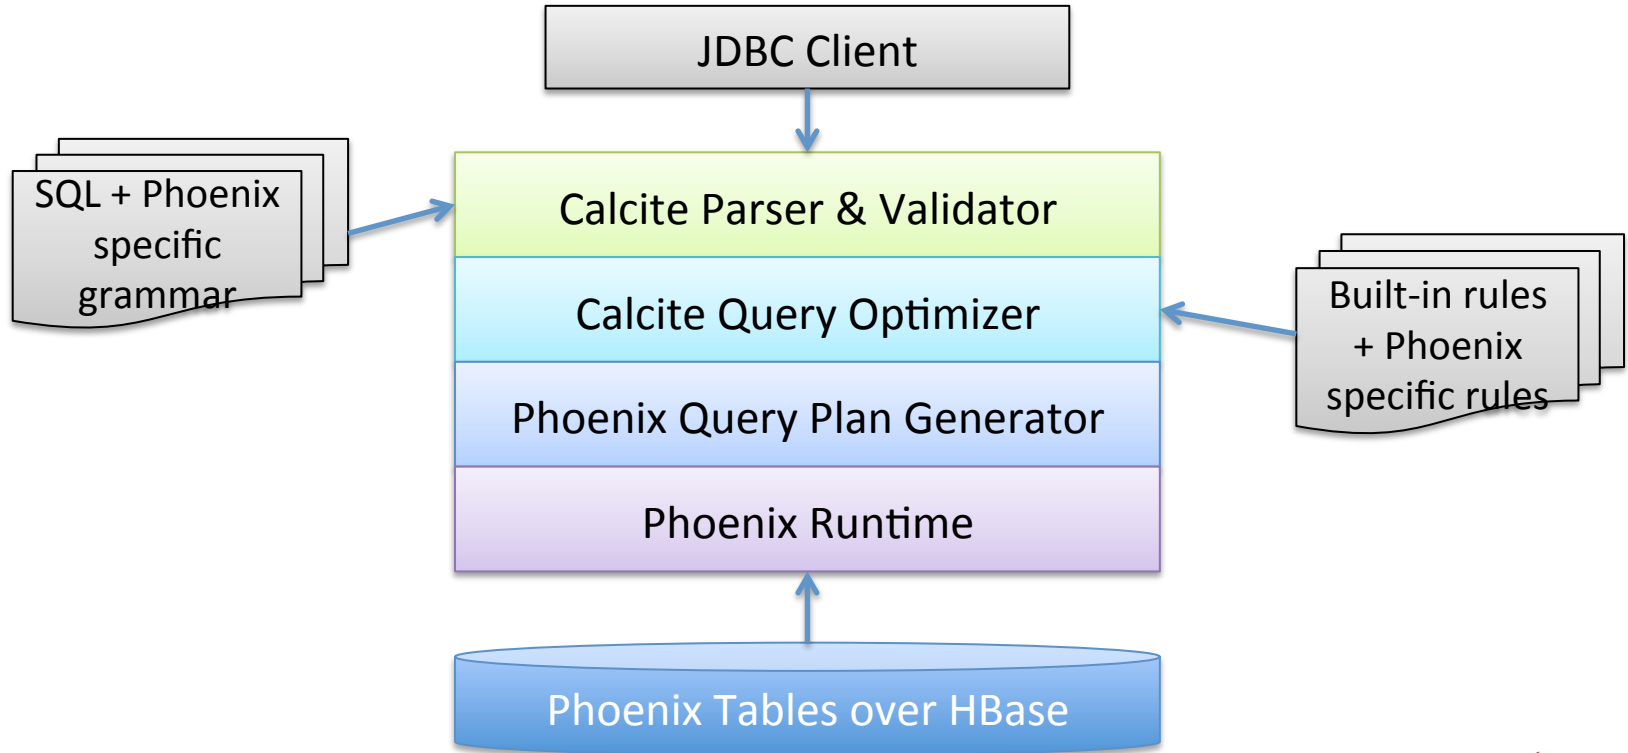 JDBC Client
SQL + Phoenix
specific
grammar
Calcite Parser & Validator
Calcite Query Optimizer
Built-in rules
+ Phoenix
specific rules
Phoenix Query Plan Generator
Phoenix Runtime
Phoenix Tables over HBase